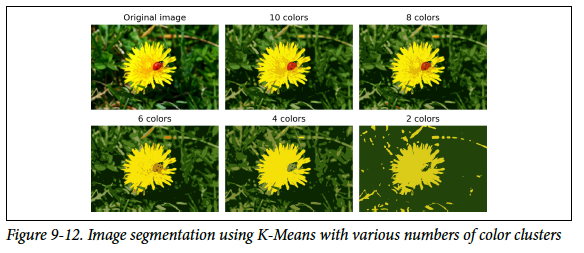 Original image 10 colors 8 colors
6 colors 4 colors 2 colors
Figure 9-12. Image segmentation using K-Means with various numbers of color clusters